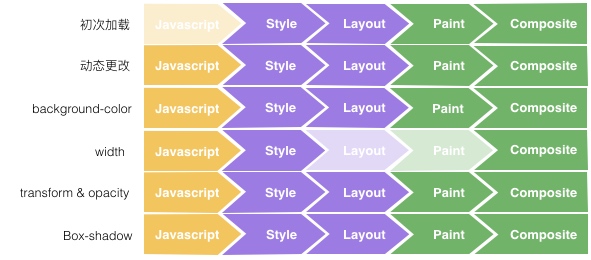 初次加载 Javascript Style Layout Paint Composite
动态更改 Javascript Style Layout Paint Composite
background-color Javascript Style Layout Paint Composite
width Javascript Style Layout Paint Composite
transform & opacity Javascript Style Layout Paint Composite
Box-shadow Javascript Style Layout Paint Composite